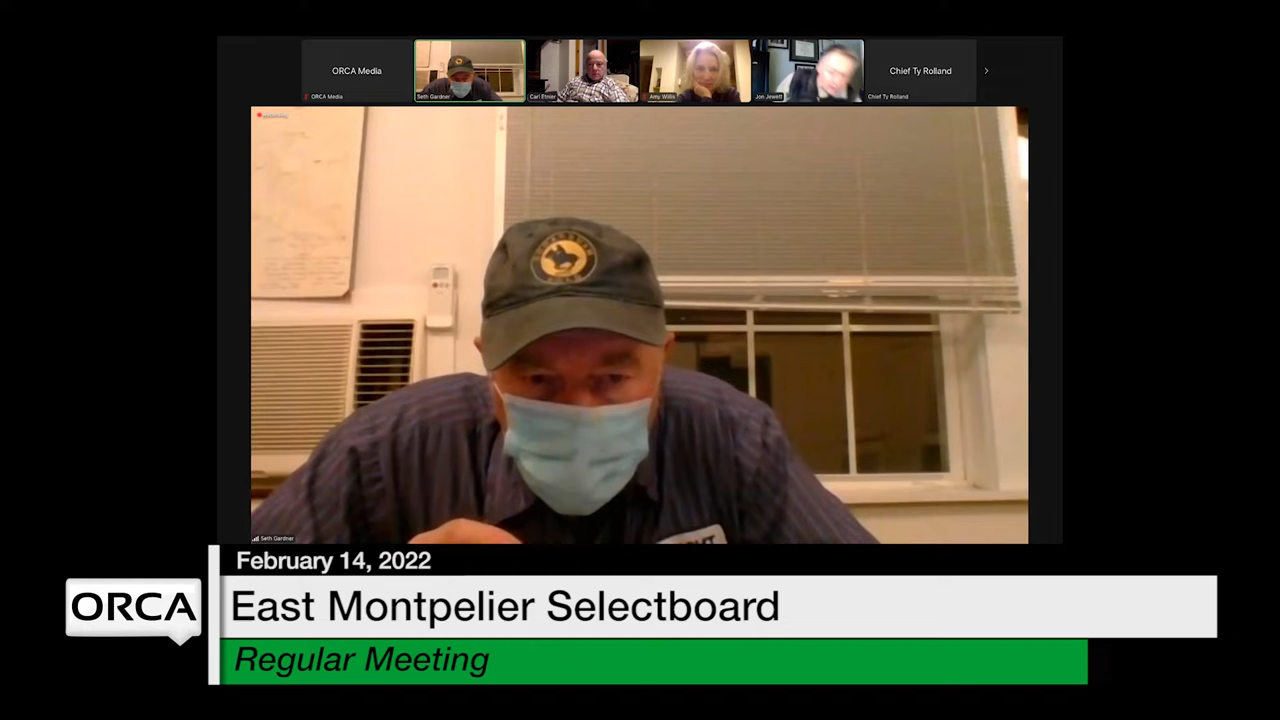 ORCA Media
Chief Ty Rolland
ORCA Media
Seth Gardner
Carl Etnier
Amy Willis
Jon Jewett
Chief Ty Rolland
Seth Gardner
February 14, 2022
ORCA
East Montpelier Selectboard
Regular Meeting